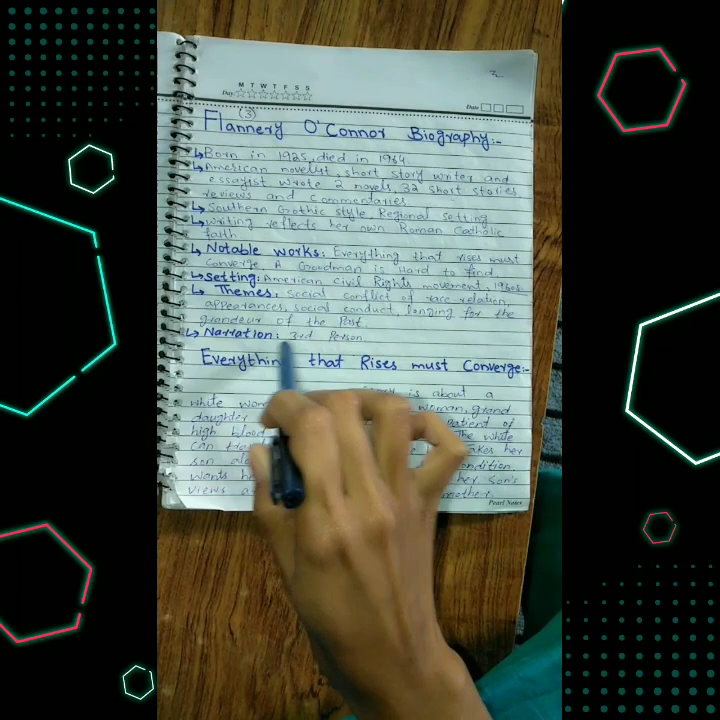 M T W T F S S
Day
Date
(3)
Flannery O'Connor Biography:-
↳ Born in 1925, died in 1964.
↳ American novelist, short story writer and
essayist wrote 2 novels, 32 short stories
reviews and commentaries.
↳ Southern Grothic style, Regional setting
↳ writing reflects her own Roman Catholic
faith
↳ Notable works: Everything that rises must
converge A Groodman is Hard to find.
↳ setting: American Civil Rights movement, 1960s
↳ Themes: Social conflict of race relation,
appearances, social conduct, longing for the
grandeur of the Past.
↳ Narration: 3rd Person.
Everything that Rises must Converge:-
story is about a
white woman, grand
daughter patient of
high blood The white
can takes her
son condition.
wants her son's
views mother.
Pearl Notes